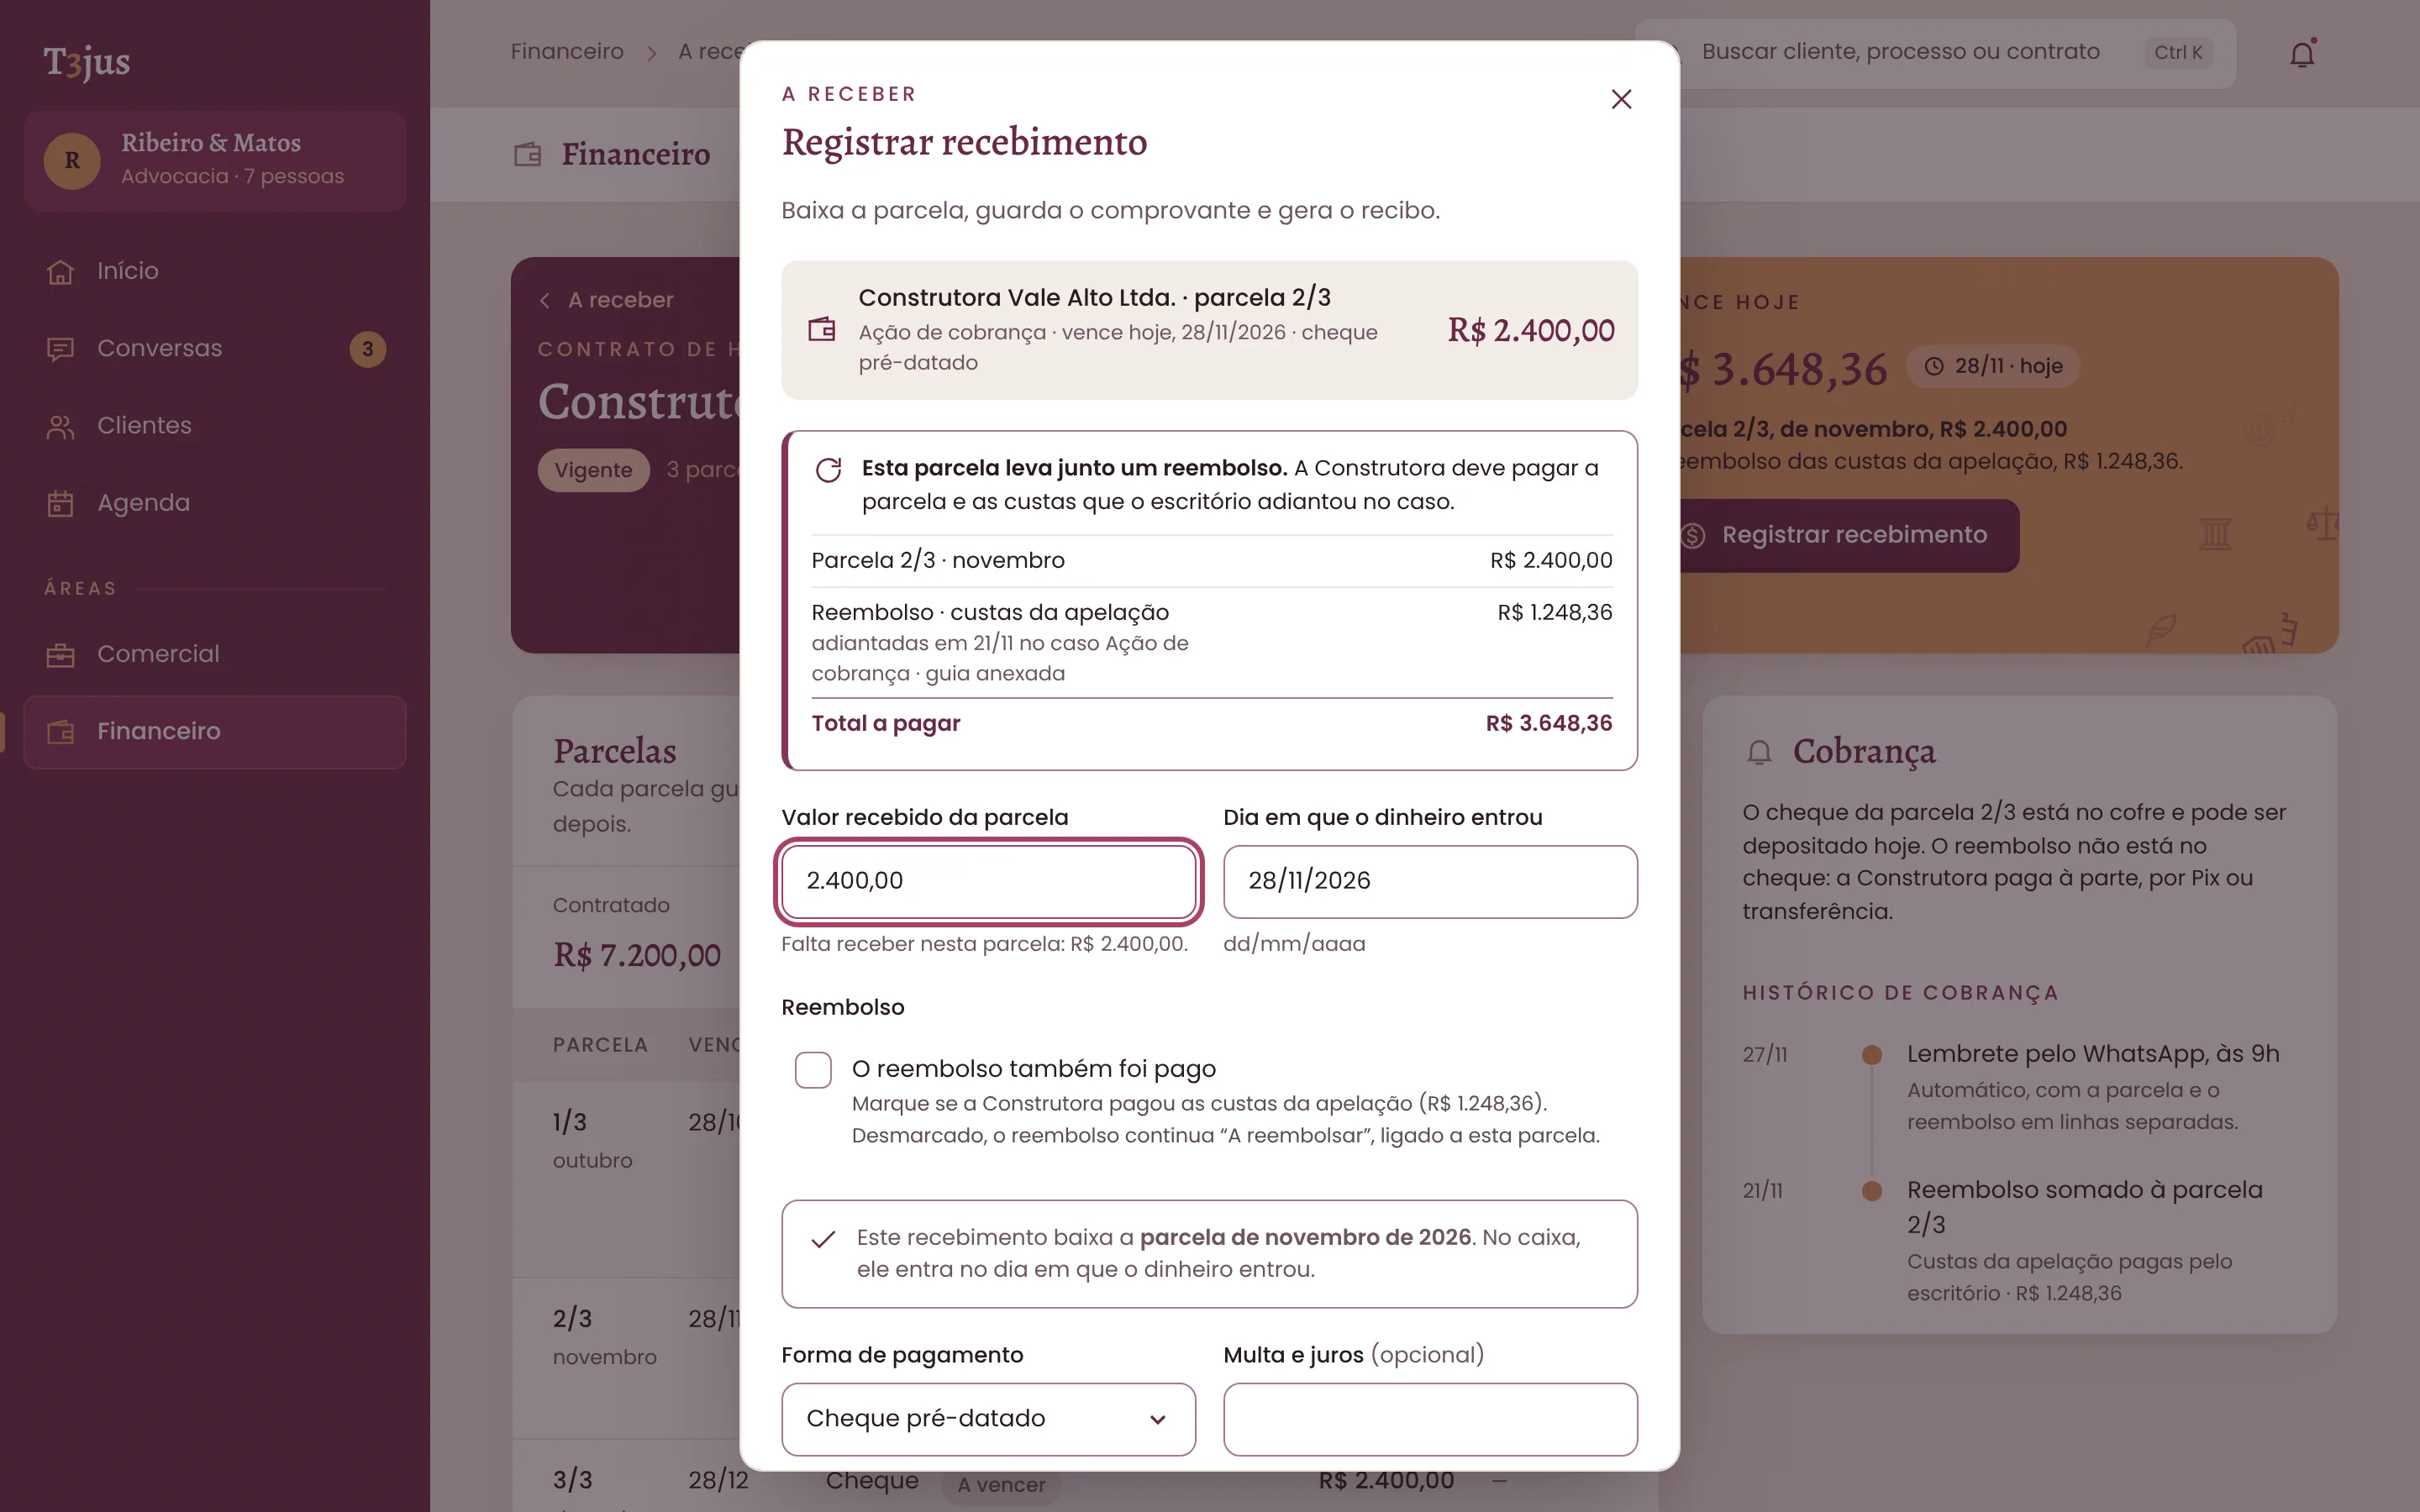 T3jus
R
Ribeiro & Matos
Advocacia · 7 pessoas
Início
Conversas
3
Clientes
Agenda
ÁREAS
Comercial
Financeiro
Financeiro
A rece
Buscar cliente, processo ou contrato
Ctrl K
Financeiro
A receber
CONTRATO DE H
Construto
Vigente
3 parce
NCE HOJE
$ 3.648,36
28/11 · hoje
cela 2/3, de novembro, R$ 2.400,00
eembolso das custas da apelação, R$ 1.248,36.
Registrar recebimento
Parcelas
Cada parcela gu
depois.
Contratado
R$ 7.200,00
PARCELA
VENC
1/3
28/10
outubro
2/3
28/11
novembro
3/3
28/12
Cheque
A vencer
R$ 2.400,00
—
A RECEBER
Registrar recebimento
Baixa a parcela, guarda o comprovante e gera o recibo.
Construtora Vale Alto Ltda. · parcela 2/3
Ação de cobrança · vence hoje, 28/11/2026 · cheque
pré-datado
R$ 2.400,00
Esta parcela leva junto um reembolso. A Construtora deve pagar a
parcela e as custas que o escritório adiantou no caso.
Parcela 2/3 · novembro
R$ 2.400,00
Reembolso · custas da apelação
R$ 1.248,36
adiantadas em 21/11 no caso Ação de
cobrança · guia anexada
Total a pagar
R$ 3.648,36
Valor recebido da parcela
2.400,00
Falta receber nesta parcela: R$ 2.400,00.
Dia em que o dinheiro entrou
28/11/2026
dd/mm/aaaa
Reembolso
O reembolso também foi pago
Marque se a Construtora pagou as custas da apelação (R$ 1.248,36).
Desmarcado, o reembolso continua “A reembolsar”, ligado a esta parcela.
Este recebimento baixa a parcela de novembro de 2026. No caixa,
ele entra no dia em que o dinheiro entrou.
Forma de pagamento
Cheque pré-datado
Multa e juros (opcional)
Cobrança
O cheque da parcela 2/3 está no cofre e pode ser
depositado hoje. O reembolso não está no
cheque: a Construtora paga à parte, por Pix ou
transferência.
HISTÓRICO DE COBRANÇA
27/11
Lembrete pelo WhatsApp, às 9h
Automático, com a parcela e o
reembolso em linhas separadas.
21/11
Reembolso somado à parcela
2/3
Custas da apelação pagas pelo
escritório · R$ 1.248,36